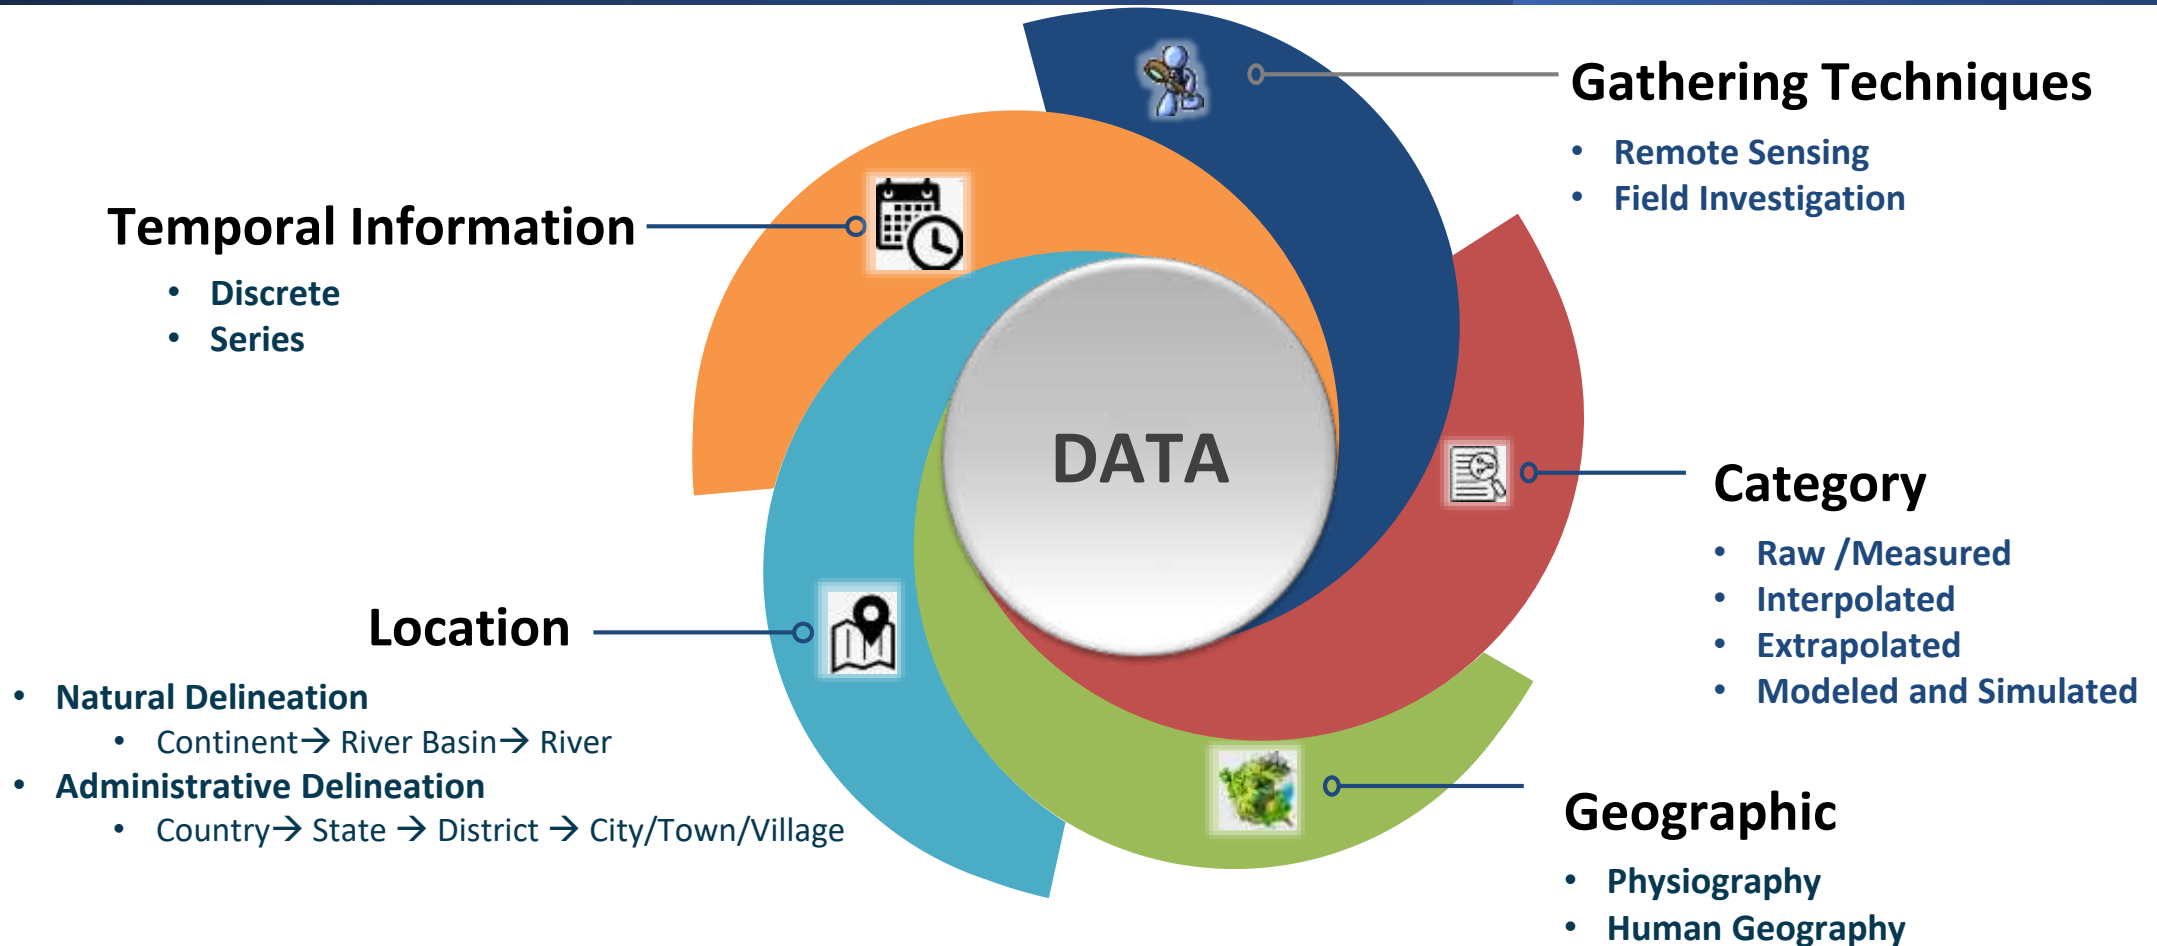 Gathering Techniques
• Remote Sensing
• Field Investigation
Temporal Information
• Discrete
• Series
DATA
Category
• Raw /Measured
• Interpolated
• Extrapolated
• Modeled and Simulated
Location
• Natural Delineation
• Continent→ River Basin→ River
• Administrative Delineation
• Country→ State → District → City/Town/Village
Geographic
• Physiography
• Human Geography